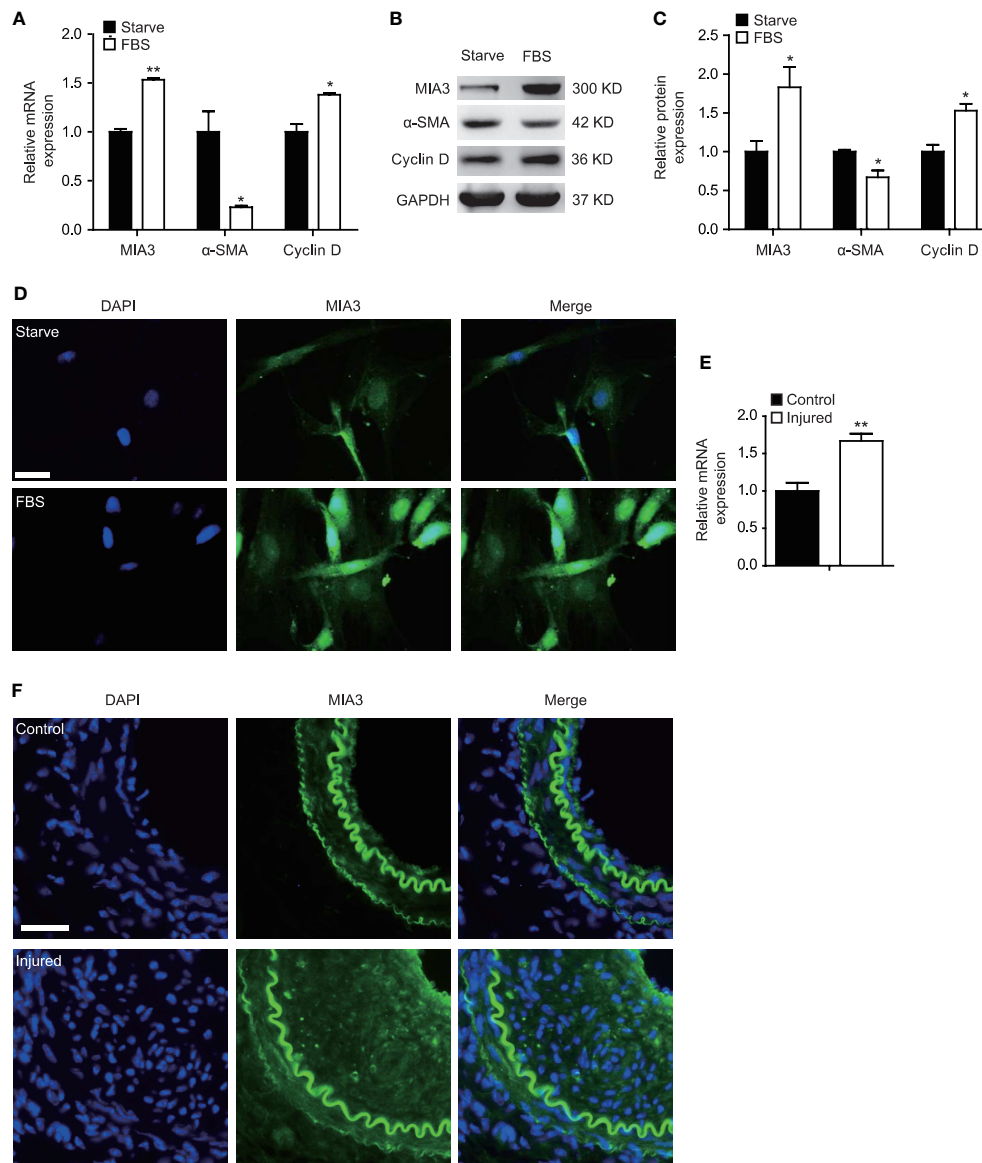 A
Starve
FBS
Relative mRNA
expression
2.0
1.5
1.0
0.5
0.0
**
*
*
MIA3
α-SMA
Cyclin D
B
Starve
FBS
MIA3
300 KD
α-SMA
42 KD
Cyclin D
36 KD
GAPDH
37 KD
C
Starve
FBS
Relative protein
expression
2.5
2.0
1.5
1.0
0.5
0.0
*
*
*
MIA3
α-SMA
Cyclin D
D
DAPI
MIA3
Merge
Starve
FBS
E
Control
Injured
Relative mRNA
expression
2.0
1.5
1.0
0.5
0.0
**
F
DAPI
MIA3
Merge
Control
Injured